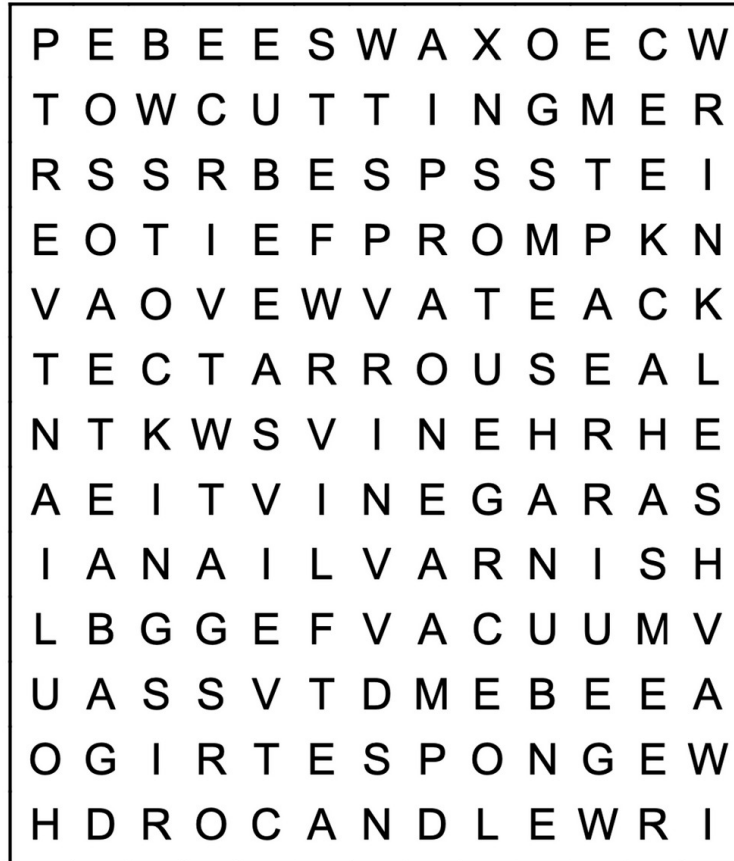 P E B E E S W A X O E C W
T O W C U T T I N G M E R
R S S R B E S P S S T E I
E O T I E F P R O M P K N
V A O V E W V A T E A C K
T E C T A R R O U S E A L
N T K W S V I N E H R H E
A E I T V I N E G A R A S
I A N A I L V A R N I S H
L B G G E F V A C U U M V
U A S S V T D M E B E E A
O G I R T E S P O N G E W
H D R O C A N D L E W R I